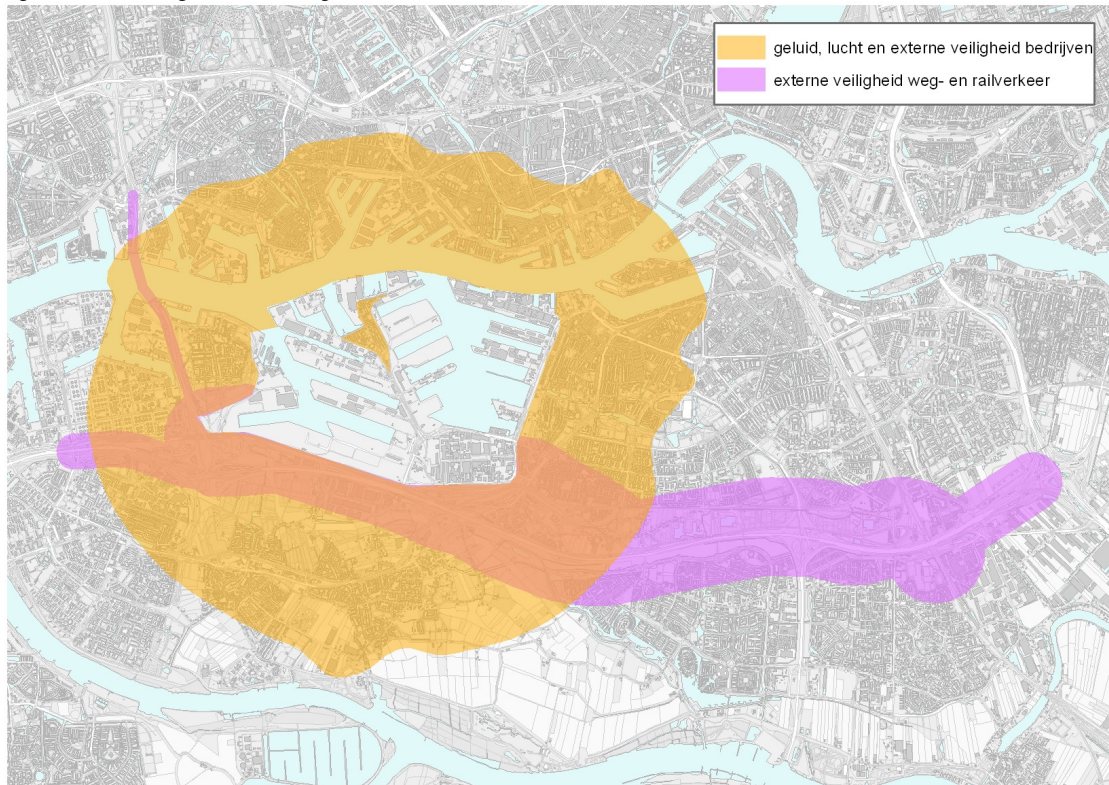 geluid, lucht en externe veiligheid bedrijven
externe veiligheid weg- en railverkeer